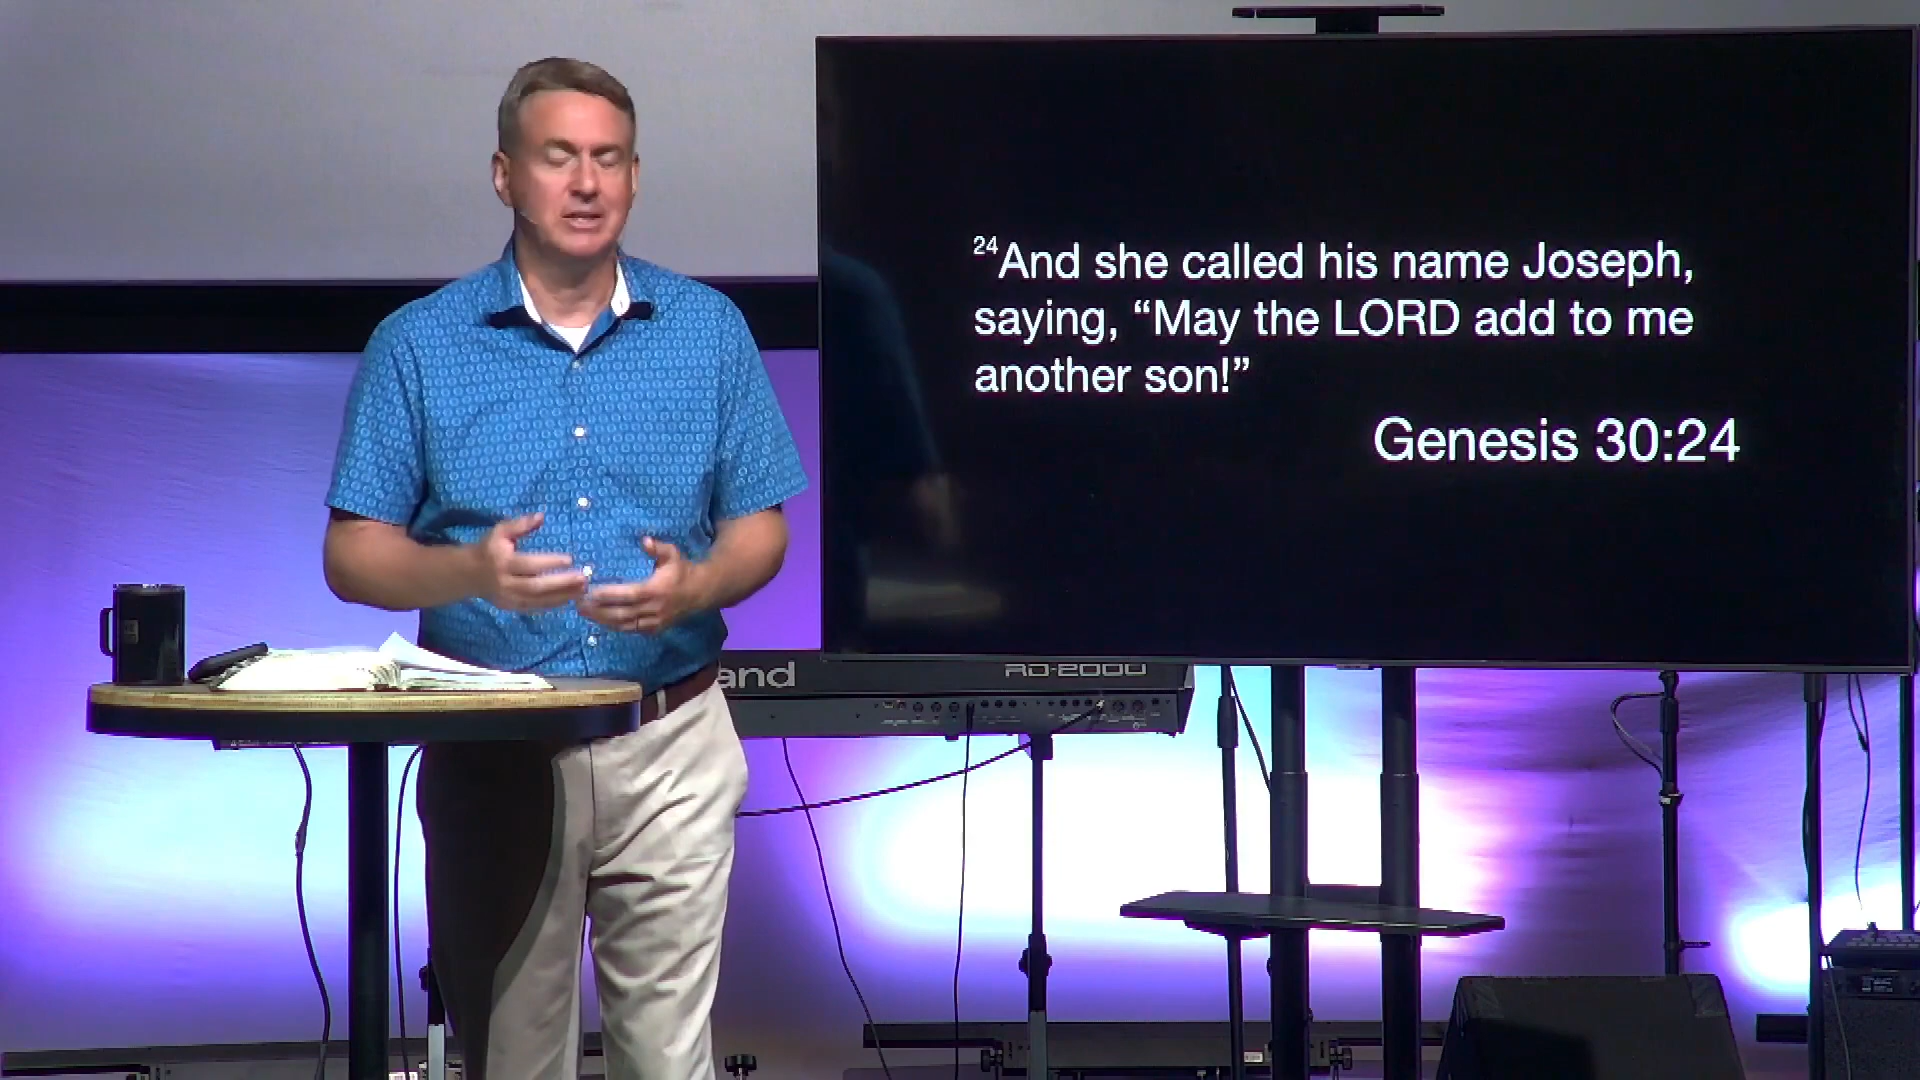 24And she called his name Joseph,
saying, “May the LORD add to me
another son!”
Genesis 30:24
and
RD-2000